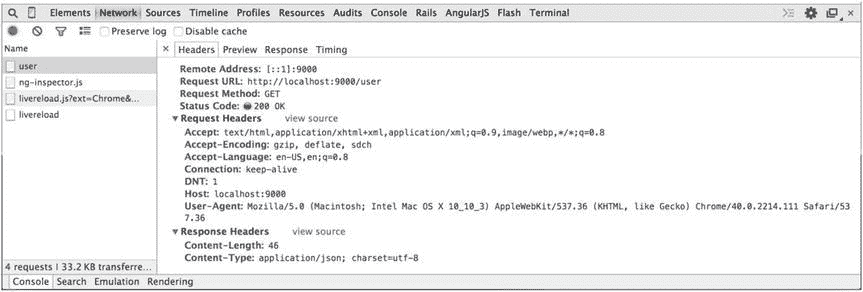 Elements Network Sources Timeline Profiles Resources Audits Console Rails AngularJS Flash Terminal
Preserve log Disable cache
Name
× Headers Preview Response Timing
user
ng-inspector.js
livereload.js?ext=Chrome&...
livereload
Remote Address: [::1]:9000
Request URL: http://localhost:9000/user
Request Method: GET
Status Code: 200 OK
▼Request Headers view source
Accept: text/html,application/xhtml+xml,application/xml;q=0.9,image/webp,*/*;q=0.8
Accept-Encoding: gzip, deflate, sdch
Accept-Language: en-US,en;q=0.8
Connection: keep-alive
DNT: 1
Host: localhost:9000
User-Agent: Mozilla/5.0 (Macintosh; Intel Mac OS X 10_10_3) AppleWebKit/537.36 (KHTML, like Gecko) Chrome/40.0.2214.111 Safari/53
7.36
▼Response Headers view source
Content-Length: 46
Content-Type: application/json; charset=utf-8
4 requests | 33.2 KB transferre...
Console Search Emulation Rendering